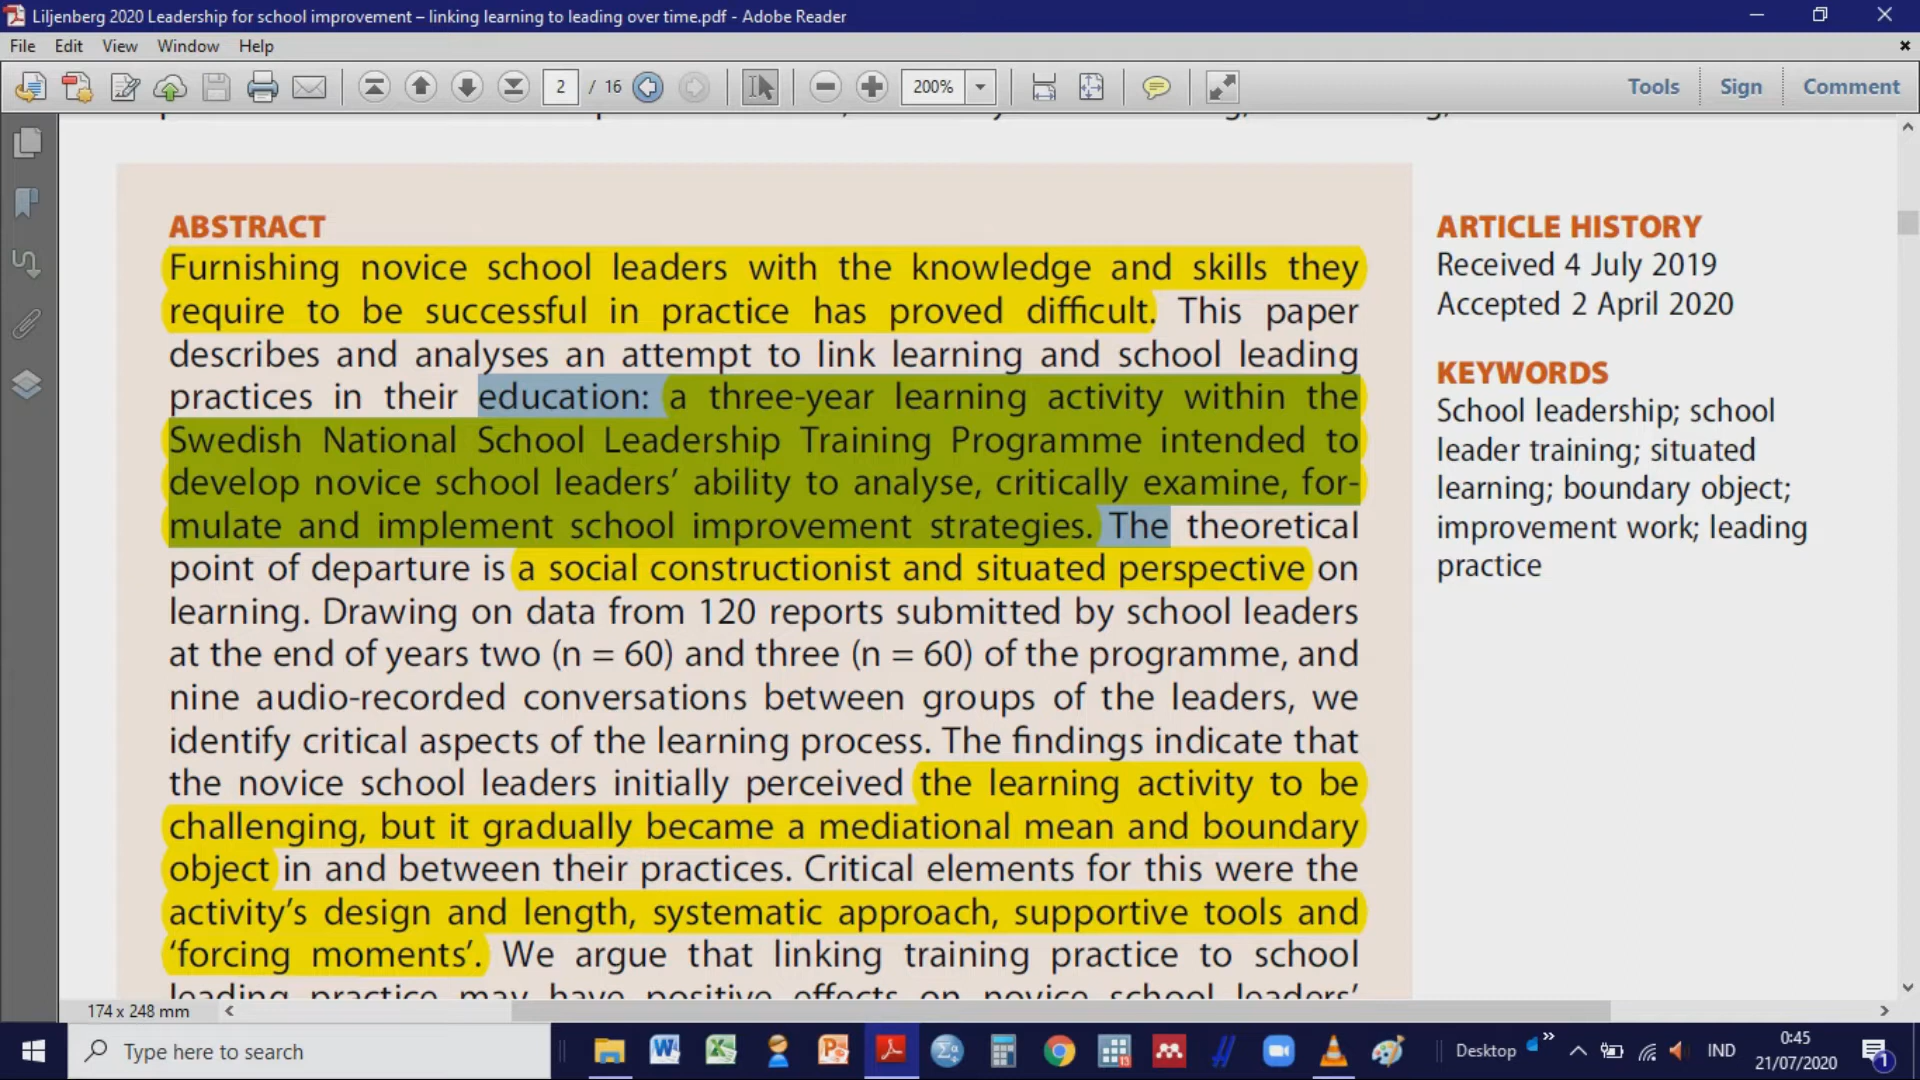 Liljenberg 2020 Leadership for school improvement – linking learning to leading over time.pdf - Adobe Reader
File Edit View Window Help
2 / 16 200% Tools Sign Comment
ABSTRACT
Furnishing novice school leaders with the knowledge and skills they
require to be successful in practice has proved difficult. This paper
describes and analyses an attempt to link learning and school leading
practices in their education: a three-year learning activity within the
Swedish National School Leadership Training Programme intended to
develop novice school leaders’ ability to analyse, critically examine, for-
mulate and implement school improvement strategies. The theoretical
point of departure is a social constructionist and situated perspective on
learning. Drawing on data from 120 reports submitted by school leaders
at the end of years two (n = 60) and three (n = 60) of the programme, and
nine audio-recorded conversations between groups of the leaders, we
identify critical aspects of the learning process. The findings indicate that
the novice school leaders initially perceived the learning activity to be
challenging, but it gradually became a mediational mean and boundary
object in and between their practices. Critical elements for this were the
activity’s design and length, systematic approach, supportive tools and
‘forcing moments’. We argue that linking training practice to school
leading practice may have positive effects on novice school leaders’
ARTICLE HISTORY
Received 4 July 2019
Accepted 2 April 2020
KEYWORDS
School leadership; school
leader training; situated
learning; boundary object;
improvement work; leading
practice
174 x 248 mm
Type here to search
Desktop
IND
0:45
21/07/2020
1